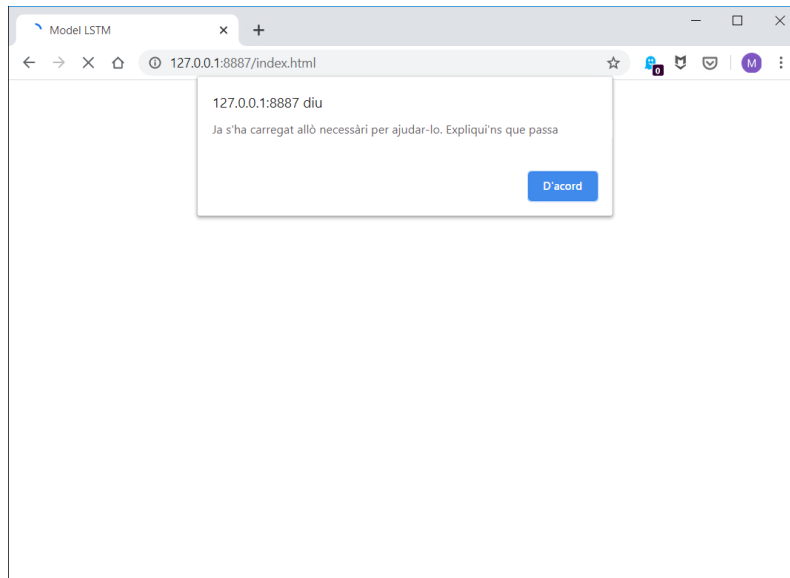 Model LSTM
127.0.0.1:8887/index.html
0
M
127.0.0.1:8887 diu
Ja s'ha carregat allò necessàri per ajudar-lo. Expliqui'ns que passa
D'acord